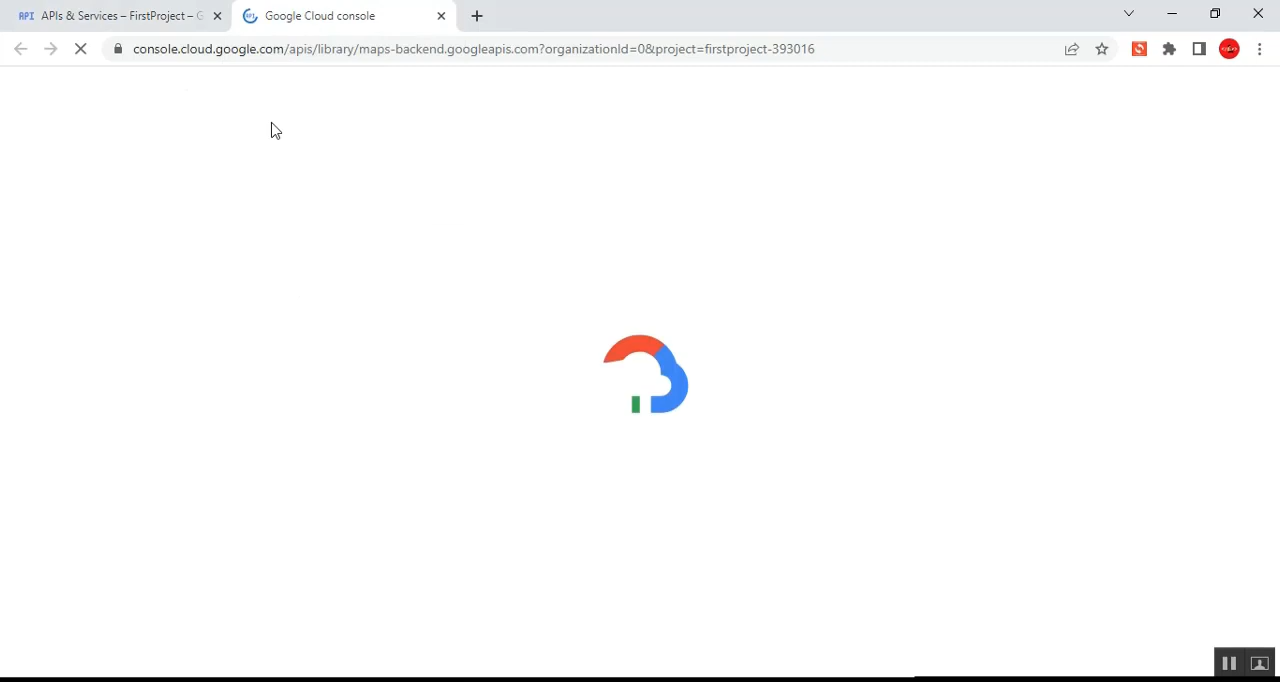 API APIs & Services – FirstProject – G
Google Cloud console
console.cloud.google.com/apis/library/maps-backend.googleapis.com?organizationId=0&project=firstproject-393016